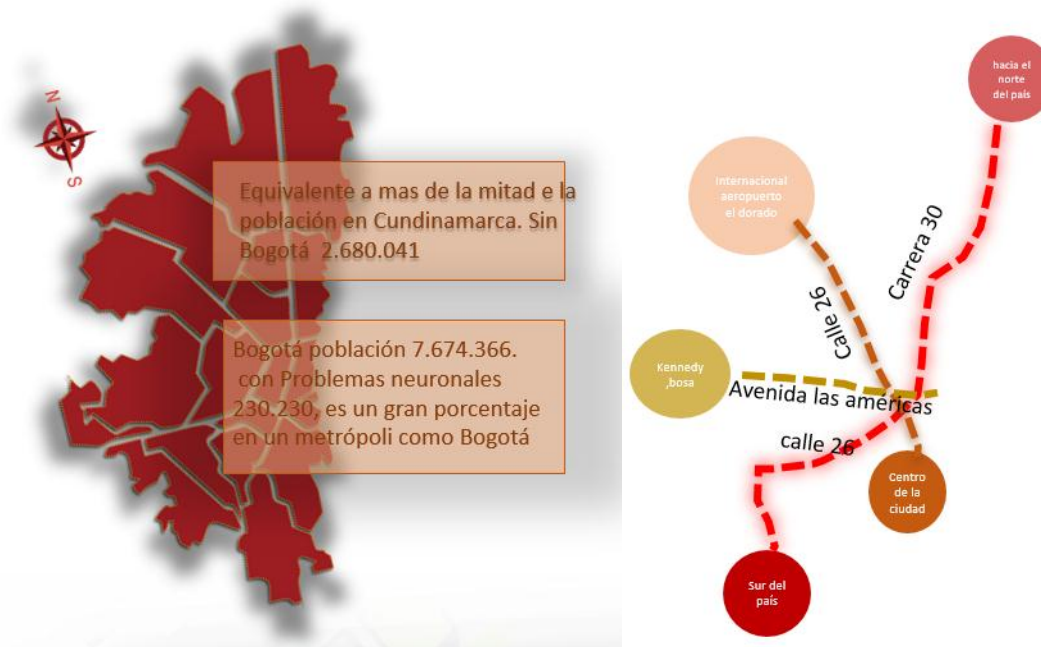 N
S
Equivalente a mas de la mitad e la
población en Cundinamarca. Sin
Bogotá 2.680.041
Bogotá población 7.674.366.
con Problemas neuronales
230.230, es un gran porcentaje
en un metrópoli como Bogotá
hacia el
norte
del país
Internacional
aeropuerto
el dorado
Carrera 30
Calle 26
Kennedy
,bosa
Avenida las américas
calle 26
Centro
de la
ciudad
Sur del
país